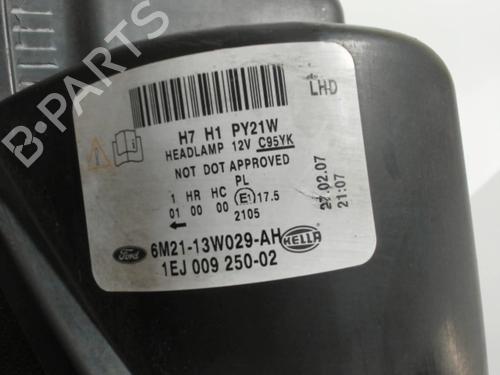 LHD
H7 H1 PY21W
HEADLAMP 12V C95YK
NOT DOT APPROVED
1 HR HC PL
01 00 00 E1 17.5
2105
27.02.07
21:07
Ford 6M21-13W029-AH HELLA
1EJ 009 250-02